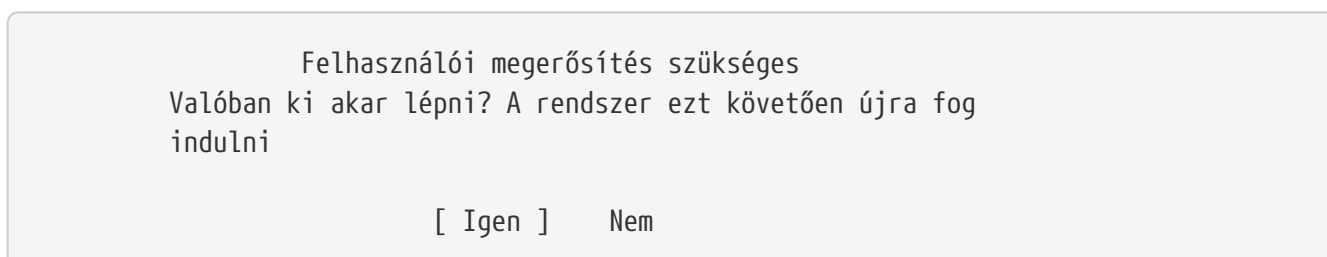 Felhasználói megerősítés szükséges
Valóban ki akar lépni? A rendszer ezt követően újra fog
indulni
[ Igen ] Nem